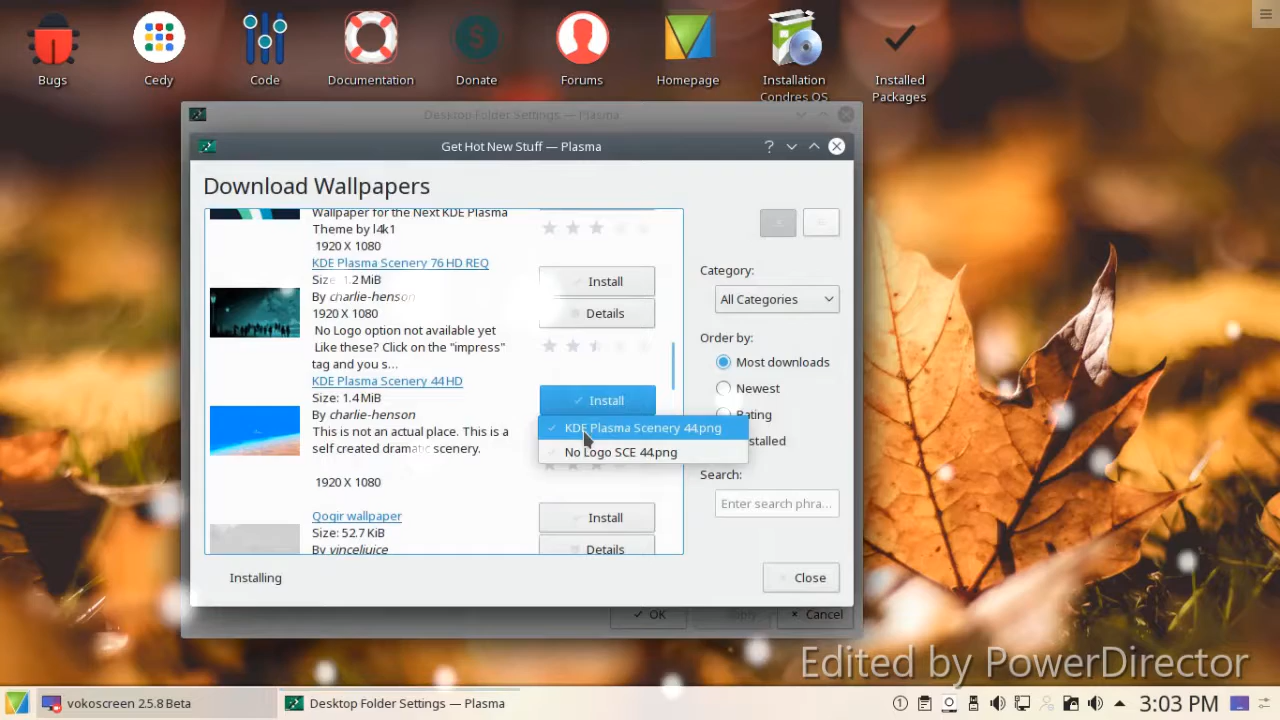 Bugs
Cedy
Code
Documentation
Donate
Forums
Homepage
Installation
Condres OS
Installed
Packages
Desktop Folder Settings — Plasma
Get Hot New Stuff — Plasma
Download Wallpapers
Wallpaper for the Next KDE Plasma
Theme by l4k1
1920 X 1080
KDE Plasma Scenery 76 HD REQ
Size: 1.2 MiB
By charlie-henson
1920 X 1080
No Logo option not available yet
Like these? Click on the "impress"
tag and you s...
Install
Details
KDE Plasma Scenery 44 HD
Size: 1.4 MiB
By charlie-henson
This is not an actual place. This is a
self created dramatic scenery.
1920 X 1080
Install
KDE Plasma Scenery 44.png
No Logo SCE 44.png
Qogir wallpaper
Size: 52.7 KiB
By vinceliuice
Install
Details
Category:
All Categories
Order by:
Most downloads
Newest
Rating
Installed
Search:
Enter search phra...
Installing
Close
OK
Apply
Cancel
Edited by PowerDirector
vokoscreen 2.5.8 Beta
Desktop Folder Settings — Plasma
3:03 PM